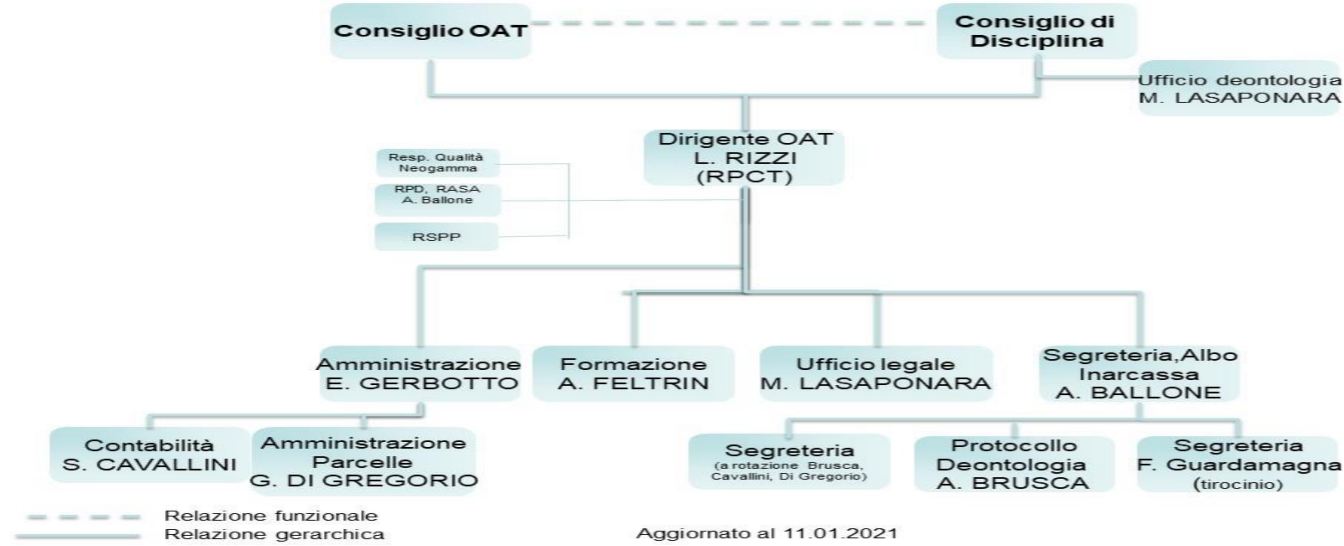 Consiglio OAT
Consiglio di
Disciplina
Ufficio deontologia
M. LASAPONARA
Dirigente OAT
L. RIZZI
(RPCT)
Resp. Qualità
Neogamma
RPD, RASA
A. Ballone
RSPP
Amministrazione
E. GERBOTTO
Formazione
A. FELTRIN
Ufficio legale
M. LASAPONARA
Segreteria, Albo
Inarcassa
A. BALLONE
Contabilità
S. CAVALLINI
Amministrazione
Parcelle
G. DI GREGORIO
Segreteria
(a rotazione Brusca,
Cavallini, Di Gregorio)
Protocollo
Deontologia
A. BRUSCA
Segreteria
F. Guardamagna
(tirocinio)
Relazione funzionale
Relazione gerarchica
Aggiornato al 11.01.2021